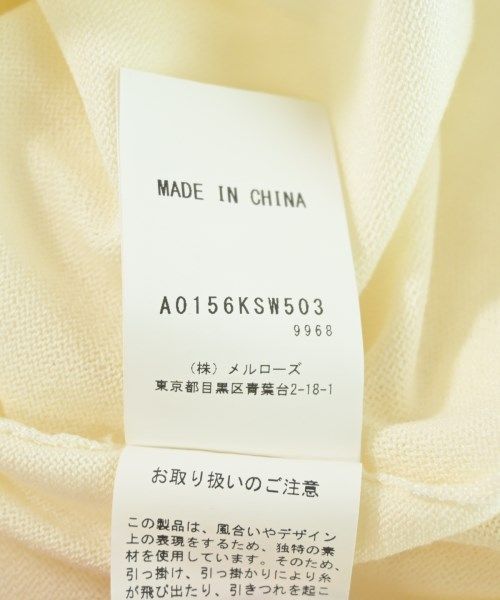 MADE IN CHINA
A0156KSW503
9968
(株) メルローズ
東京都目黒区青葉台2-18-1
お取り扱いのご注意
この製品は、風合いやデザイン
上の表現をするため、独特の素
材を使用しています。そのため、
引っ掛け、引っ掛かりにより糸
が飛び出たり、引きつれを起こ